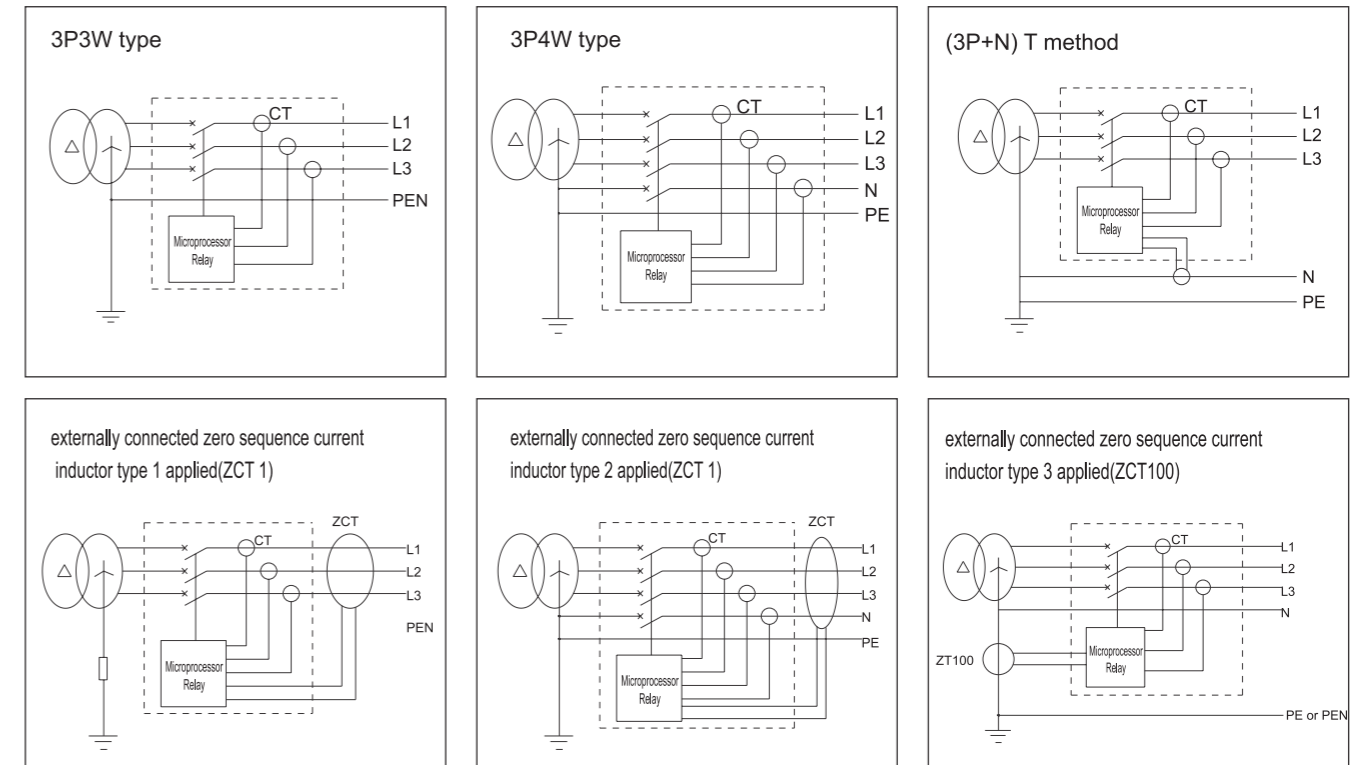 3P3W type
CT
L1
L2
L3
PEN
Microprocessor
Relay
3P4W type
CT
L1
L2
L3
N
PE
Microprocessor
Relay
(3P+N) T method
CT
L1
L2
L3
Microprocessor
Relay
N
PE
externally connected zero sequence current
inductor type 1 applied(ZCT 1)
ZCT
CT
L1
L2
L3
PEN
Microprocessor
Relay
externally connected zero sequence current
inductor type 2 applied(ZCT 1)
ZCT
CT
L1
L2
L3
N
PE
Microprocessor
Relay
externally connected zero sequence current
inductor type 3 applied(ZCT100)
CT
L1
L2
L3
N
ZT100
Microprocessor
Relay
PE or PEN